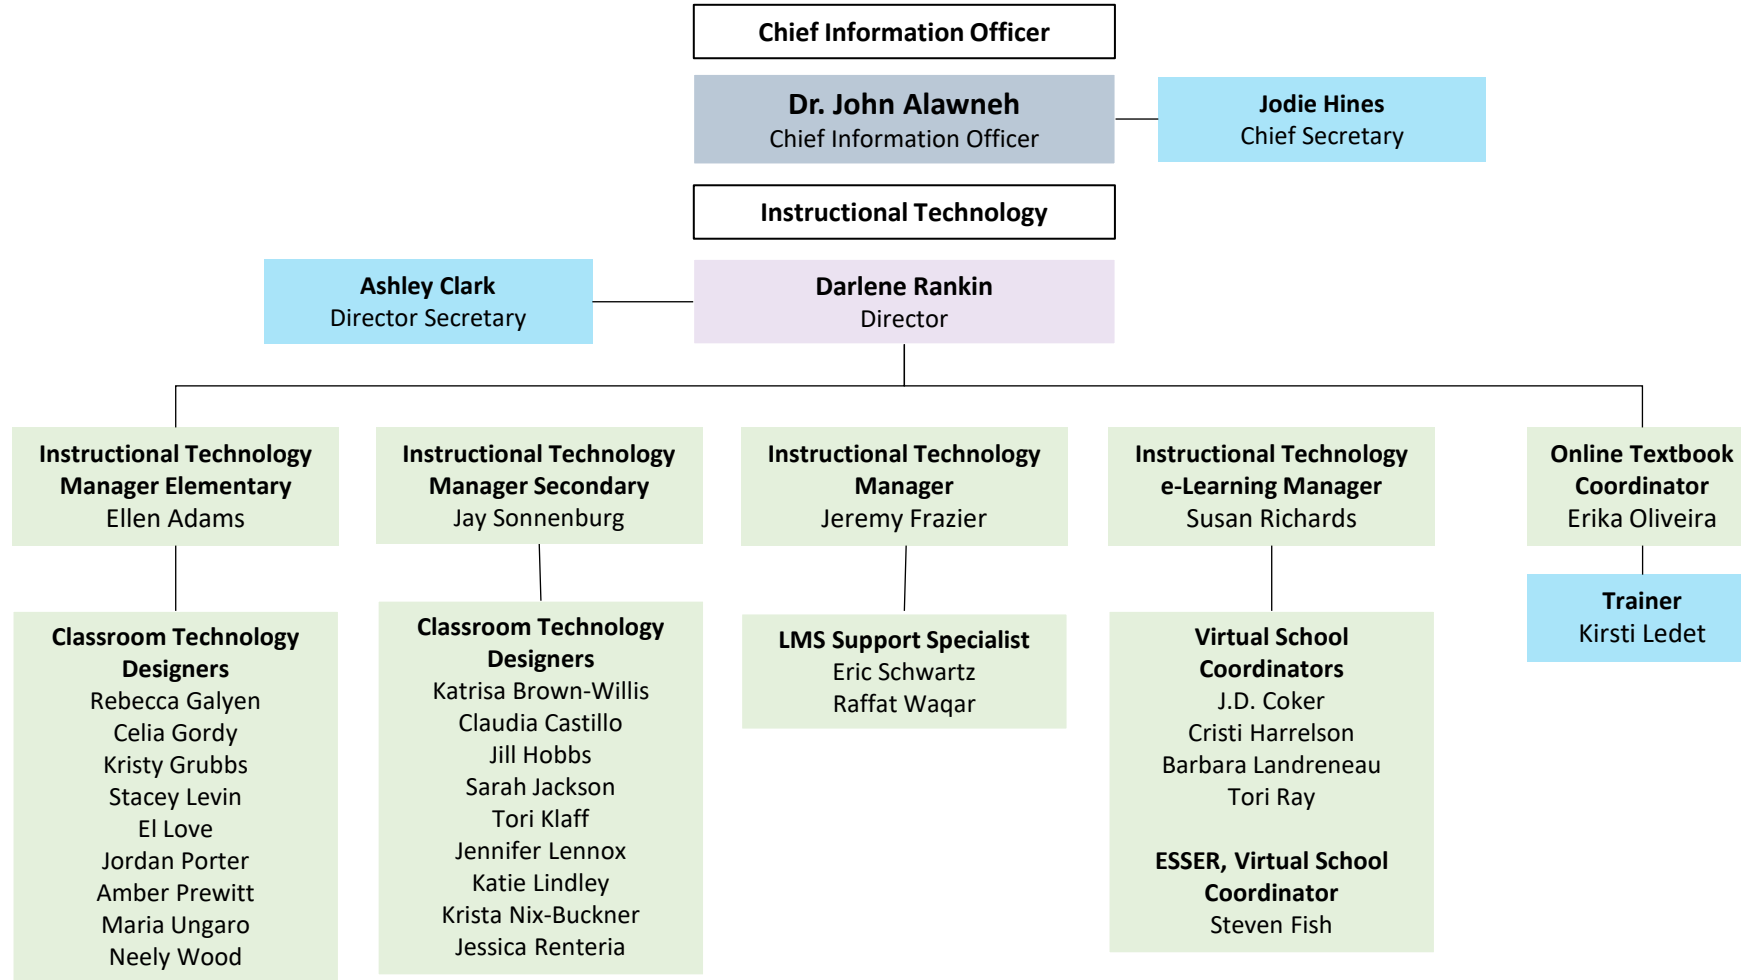 Chief Information Officer
Dr. John Alawneh
Chief Information Officer
Jodie Hines
Chief Secretary
Instructional Technology
Ashley Clark
Director Secretary
Darlene Rankin
Director
Instructional Technology
Manager Elementary
Ellen Adams
Instructional Technology
Manager Secondary
Jay Sonnenburg
Instructional Technology
Manager
Jeremy Frazier
Instructional Technology
e-Learning Manager
Susan Richards
Online Textbook
Coordinator
Erika Oliveira
Trainer
Kirsti Ledet
Classroom Technology
Designers
Rebecca Galyen
Celia Gordy
Kristy Grubbs
Stacey Levin
El Love
Jordan Porter
Amber Prewitt
Maria Ungaro
Neely Wood
Classroom Technology
Designers
Katrisa Brown-Willis
Claudia Castillo
Jill Hobbs
Sarah Jackson
Tori Klaff
Jennifer Lennox
Katie Lindley
Krista Nix-Buckner
Jessica Renteria
LMS Support Specialist
Eric Schwartz
Raffat Waqar
Virtual School
Coordinators
J.D. Coker
Cristi Harrelson
Barbara Landreneau
Tori Ray
ESSER, Virtual School
Coordinator
Steven Fish